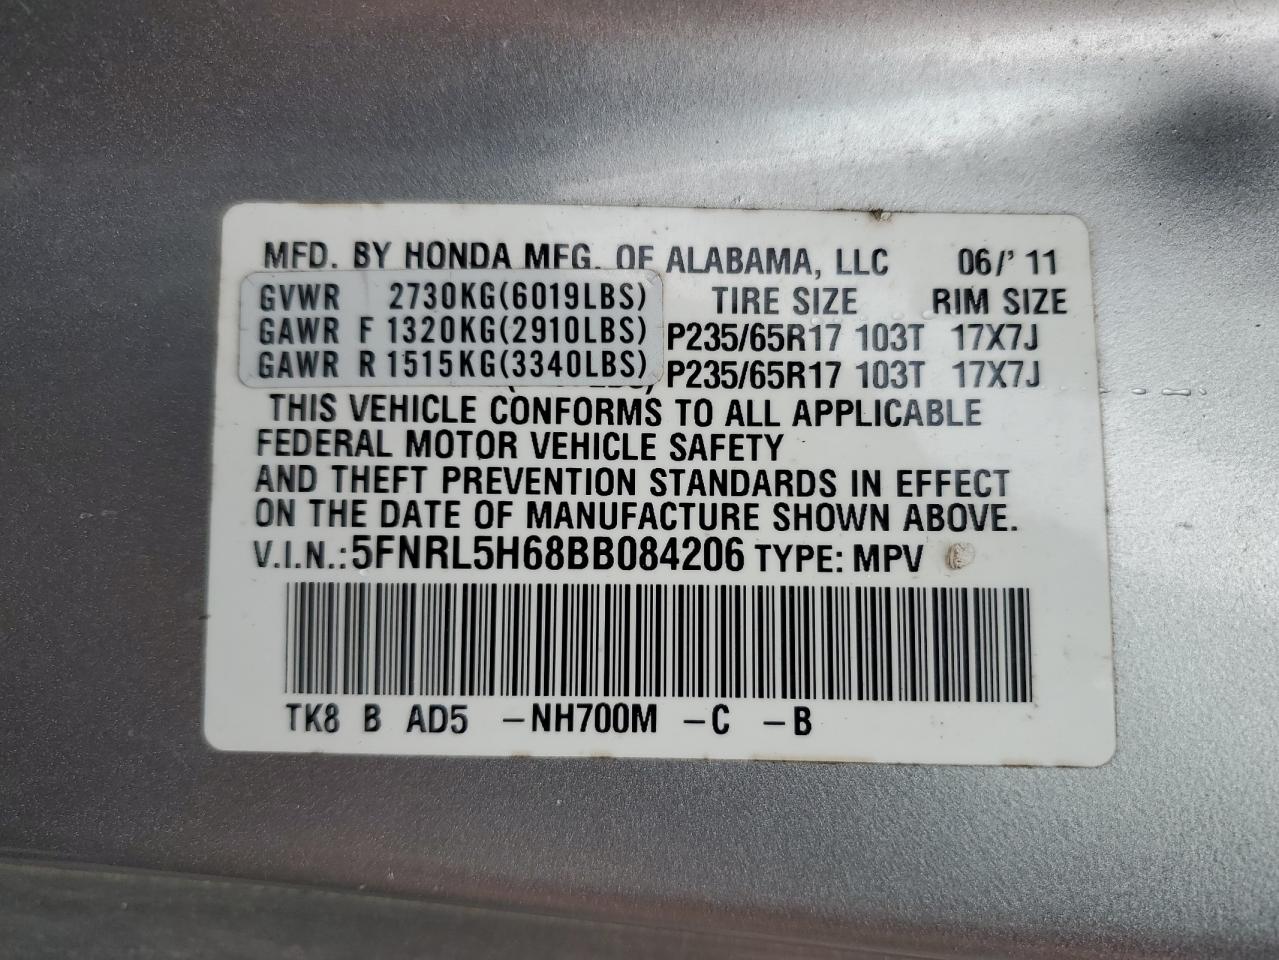 MFD. BY HONDA MFG. OF ALABAMA, LLC 06/'11
GVWR 2730KG(6019LBS) TIRE SIZE RIM SIZE
GAWR F 1320KG(2910LBS) P235/65R17 103T 17X7J
GAWR R 1515KG(3340LBS) P235/65R17 103T 17X7J
THIS VEHICLE CONFORMS TO ALL APPLICABLE
FEDERAL MOTOR VEHICLE SAFETY
AND THEFT PREVENTION STANDARDS IN EFFECT
ON THE DATE OF MANUFACTURE SHOWN ABOVE.
V.I.N.: 5FNRL5H68BB084206 TYPE: MPV
TK8 B AD5 -NH700M -C -B